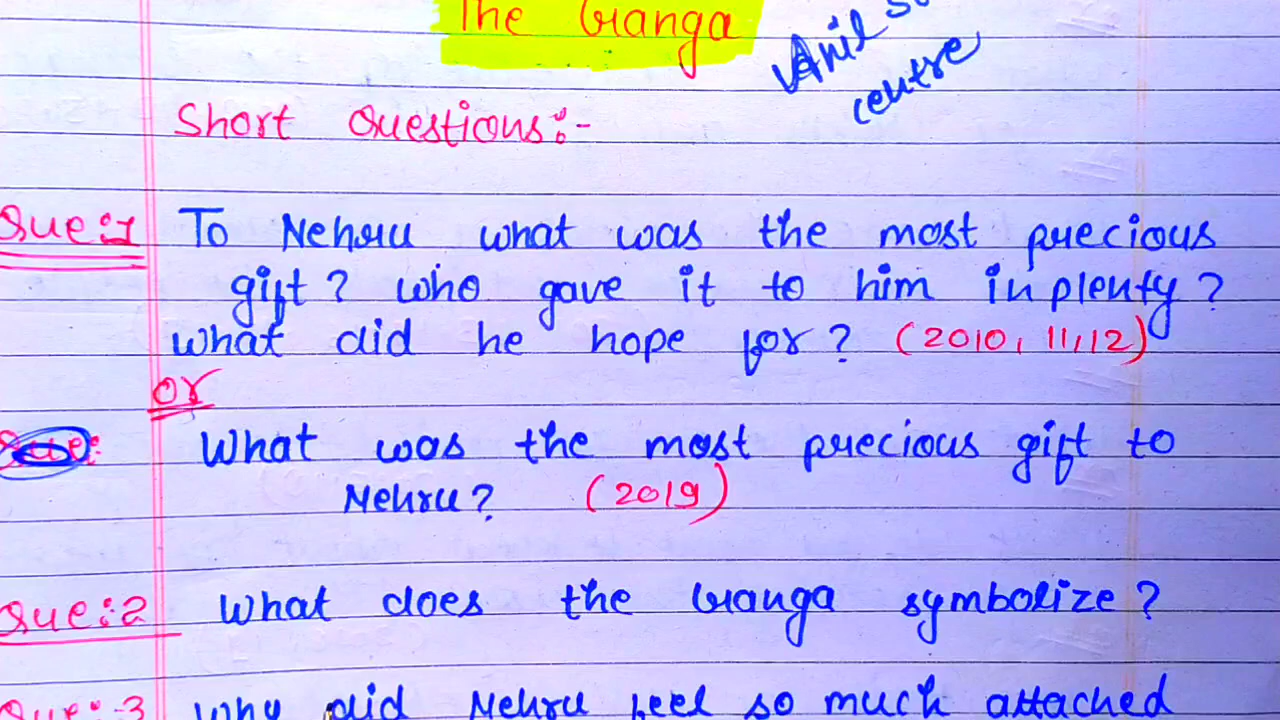 The Ganga
Anil
centre
Short Questions:-
Que:1 To Nehru what was the most precious
gift? who gave it to him in plenty?
what did he hope for? (2010, 11,12)
or
What was the most precious gift to
Nehru? (2019)
Que:2 What does the Ganga symbolize?
Que:-3 Why did Nehru feel so much attached